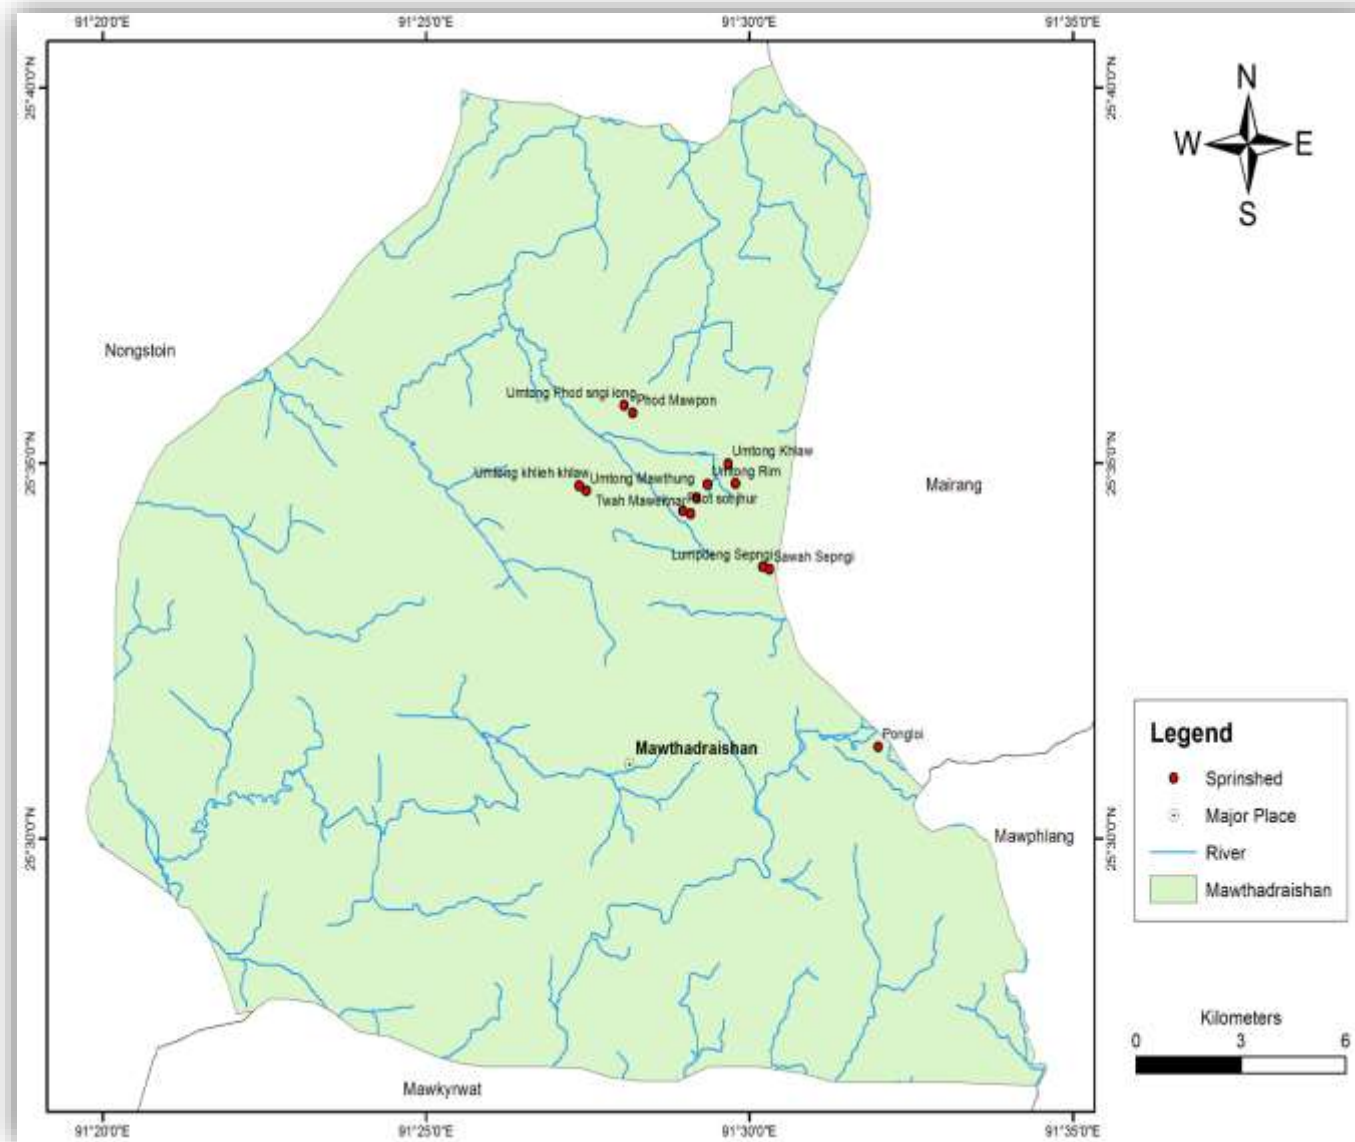 91°20'0"E
91°25'0"E
91°30'0"E
91°35'0"E
25°40'0"N
25°40'0"N
N
W
E
S
Nongstoin
Umtong Phod sngi iong
Phod Mawpon
25°35'0"N
25°35'0"N
Umtong Khlaw
Umtong khlieh khlaw
Umtong Mawthung
Umtong Rim
Mairang
Twah
Lumpdeng Sepngi
Sawah Sepngi
Pongloi
Mawthadraishan
25°30'0"N
25°30'0"N
Mawphlang
Legend
Sprinshed
Major Place
River
Mawthadraishan
Kilometers
0
3
6
Mawkyrwat
91°20'0"E
91°25'0"E
91°30'0"E
91°35'0"E